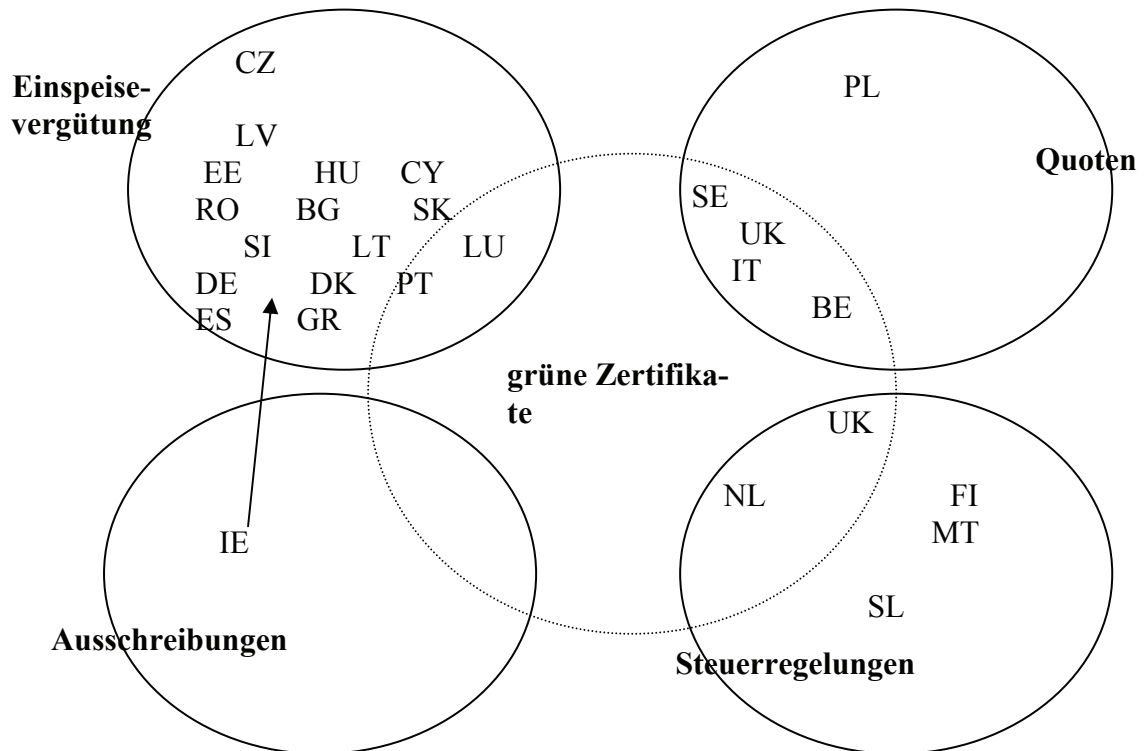 CZ
Einspeise-
vergütung
LV
EE HU CY
RO BG SK
SI LT LU
DE DK PT
ES GR
PL
Quoten
SE
UK
IT
BE
grüne Zertifika-
te
IE
Ausschreibungen
UK
NL FI
MT
SL
Steuerregelungen